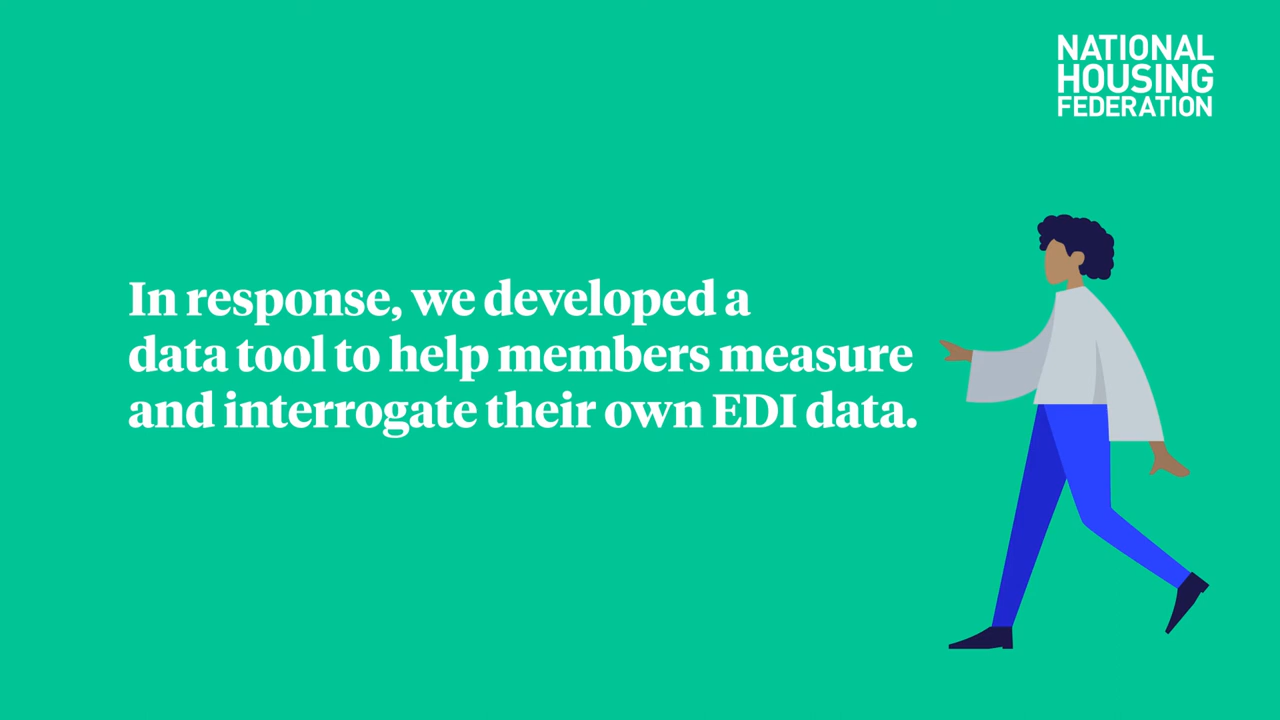 NATIONAL
HOUSING
FEDERATION
In response, we developed a
data tool to help members measure
and interrogate their own EDI data.